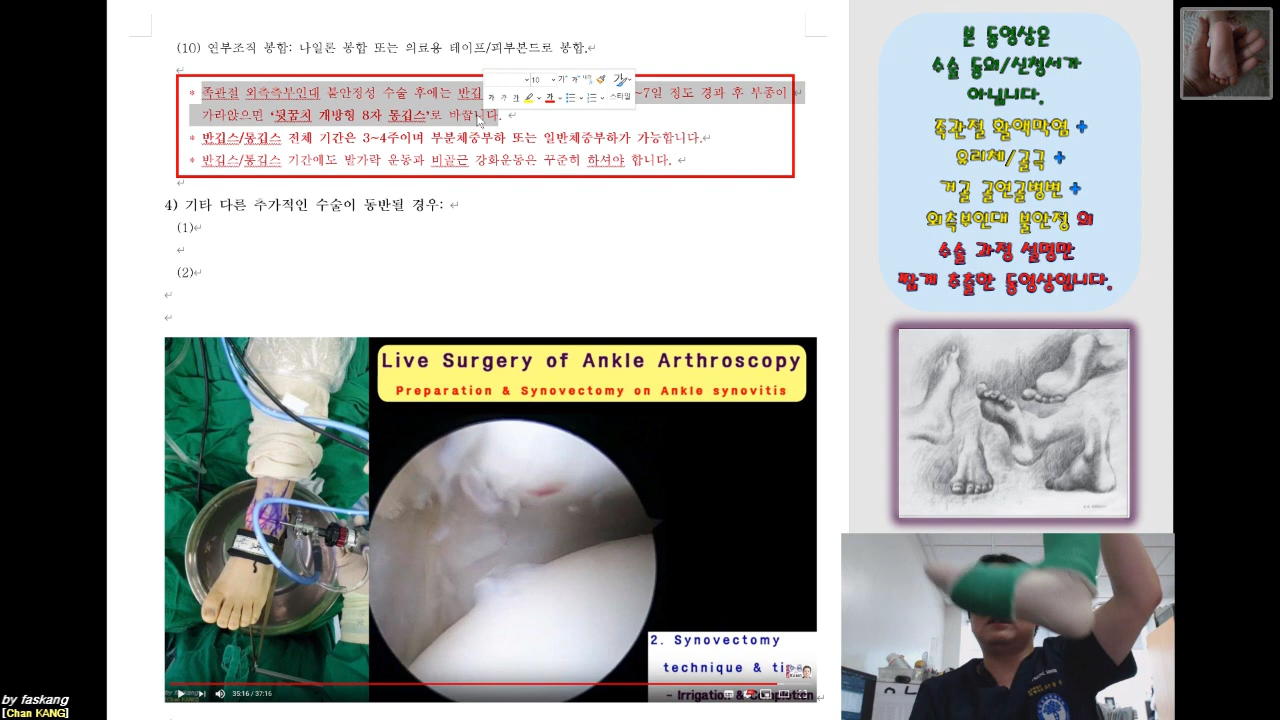 (10) 연부조직 봉합: 나일론 봉합 또는 의료용 테이프/피부본드로 봉합.
* 족관절 외측측부인대 불안정성 수술 후에는 반깁 ~7일 정도 경과 후 부종이
가라앉으면 '뒷꿈치 개방형 8자 통깁스'로 바꿉니다.
* 반깁스/통깁스 전체 기간은 3~4주이며 부분체중부하 또는 일반체중부하가 가능합니다.
* 반깁스/통깁스 기간에도 발가락 운동과 비골근 강화운동은 꾸준히 하셔야 합니다.
10
스타일
4) 기타 다른 추가적인 수술이 동반될 경우:
(1)
(2)
Live Surgery of Ankle Arthroscopy
Preparation & Synovectomy on Ankle synovitis
2. Synovectomy
technique & ti
- Irrigation & Completion
35:16 / 37:16
본 동영상은
수술 동의/신청서가
아닙니다.
족관절 활액막염 +
유리체/골극 +
거골 골연골병변 +
외측부인대 불안정 의
수술 과정 설명만
짧게 추출한 동영상입니다.
by faskang
[Chan KANG]